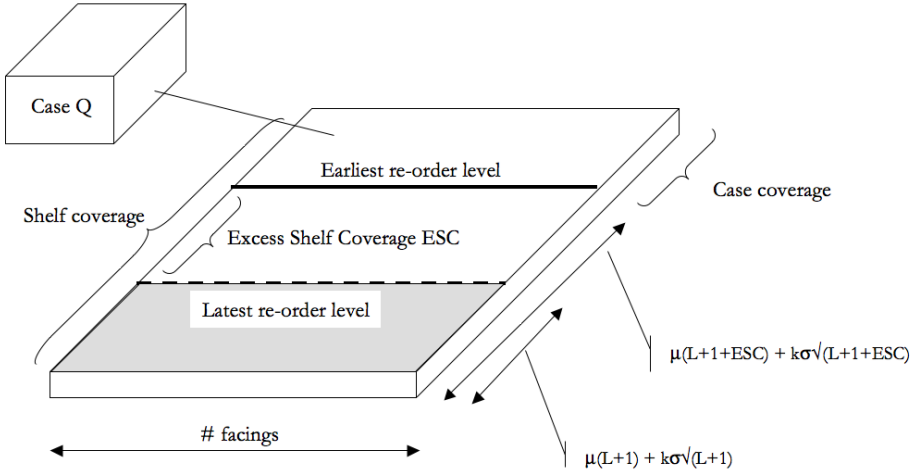 Case Q
Earliest re-order level
Case coverage
Shelf coverage
Excess Shelf Coverage ESC
Latest re-order level
μ(L+1+ESC) + kσ√(L+1+ESC)
# facings
μ(L+1) + kσ√(L+1)